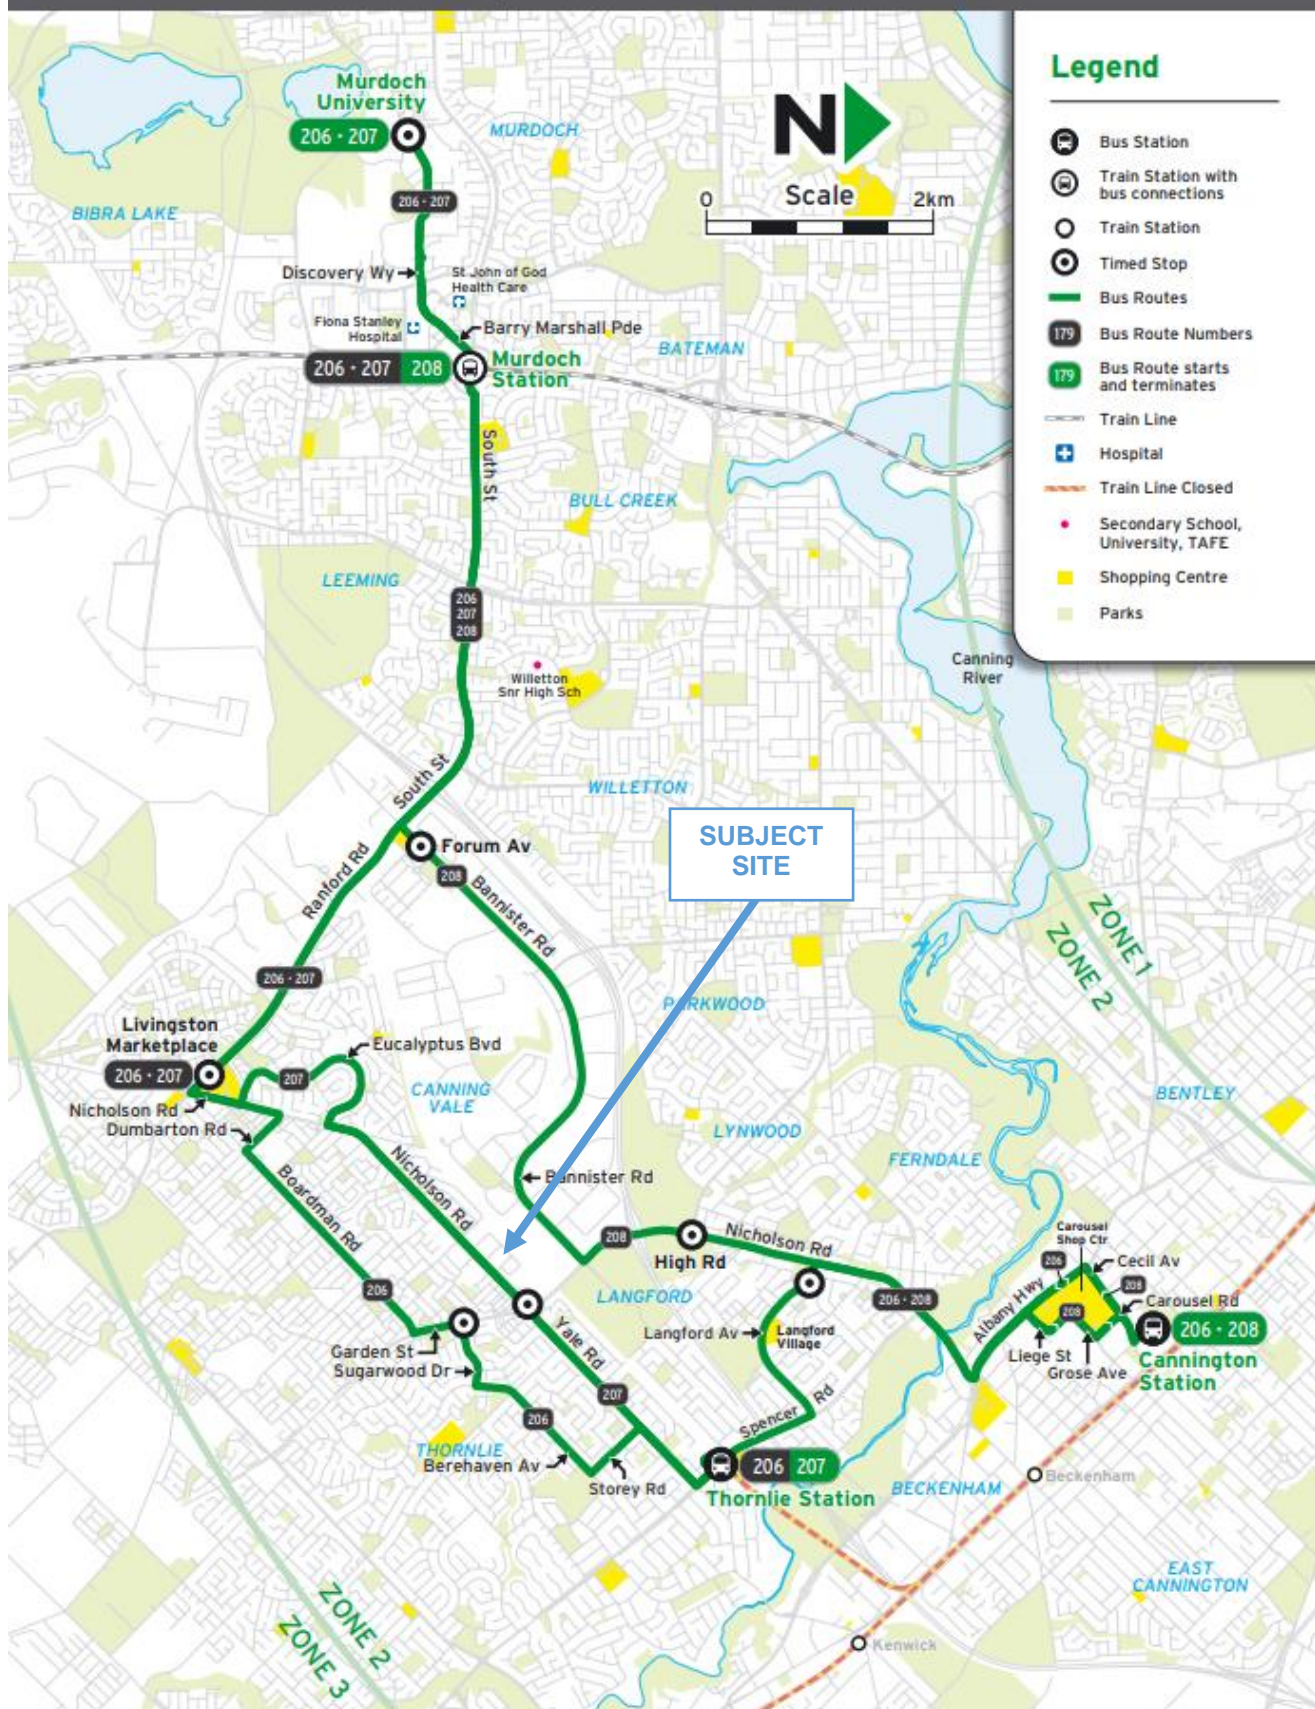 Murdoch
University
206 · 207
MURDOCH
N
Scale
0
2km
BIBRA LAKE
206 · 207
Discovery Wy
St John of God
Health Care
Fiona Stanley
Hospital
Barry Marshall Pde
BATEMAN
206 · 207 208
Murdoch
Station
South St
BULL CREEK
LEEMING
206
207
208
Willetton
Snr High Sch
Canning
River
South St
WILLETTON
SUBJECT
SITE
Forum Av
208
Ranford Rd
Bannister Rd
ZONE 1
ZONE 2
206 · 207
PARKWOOD
Livingston
Marketplace
206 · 207
Eucalyptus Bvd
207
CANNING
VALE
Nicholson Rd
Dumbarton Rd
BENTLEY
LYNWOOD
FERNDALE
Bannister Rd
Nicholson Rd
Boardman Rd
208
High Rd
Nicholson Rd
Carousel
Shop Ctr
206
Cecil Av
208
Carousel Rd
206
LANGFORD
206 · 208
Albany Hwy
208
206 · 208
Cannington
Station
Liege St
Grose Ave
Langford Av
Langford
Village
Yale Rd
Garden St
Sugarwood Dr
207
206
Spencer Rd
THORNLIE
Berehaven Av
Storey Rd
206 207
Thornlie Station
BECKENHAM
Beckenham
EAST
CANNINGTON
Kenwick
ZONE 2
ZONE 3
Legend
Bus Station
Train Station with
bus connections
Train Station
Timed Stop
Bus Routes
179
Bus Route Numbers
179
Bus Route starts
and terminates
Train Line
Hospital
Train Line Closed
Secondary School,
University, TAFE
Shopping Centre
Parks